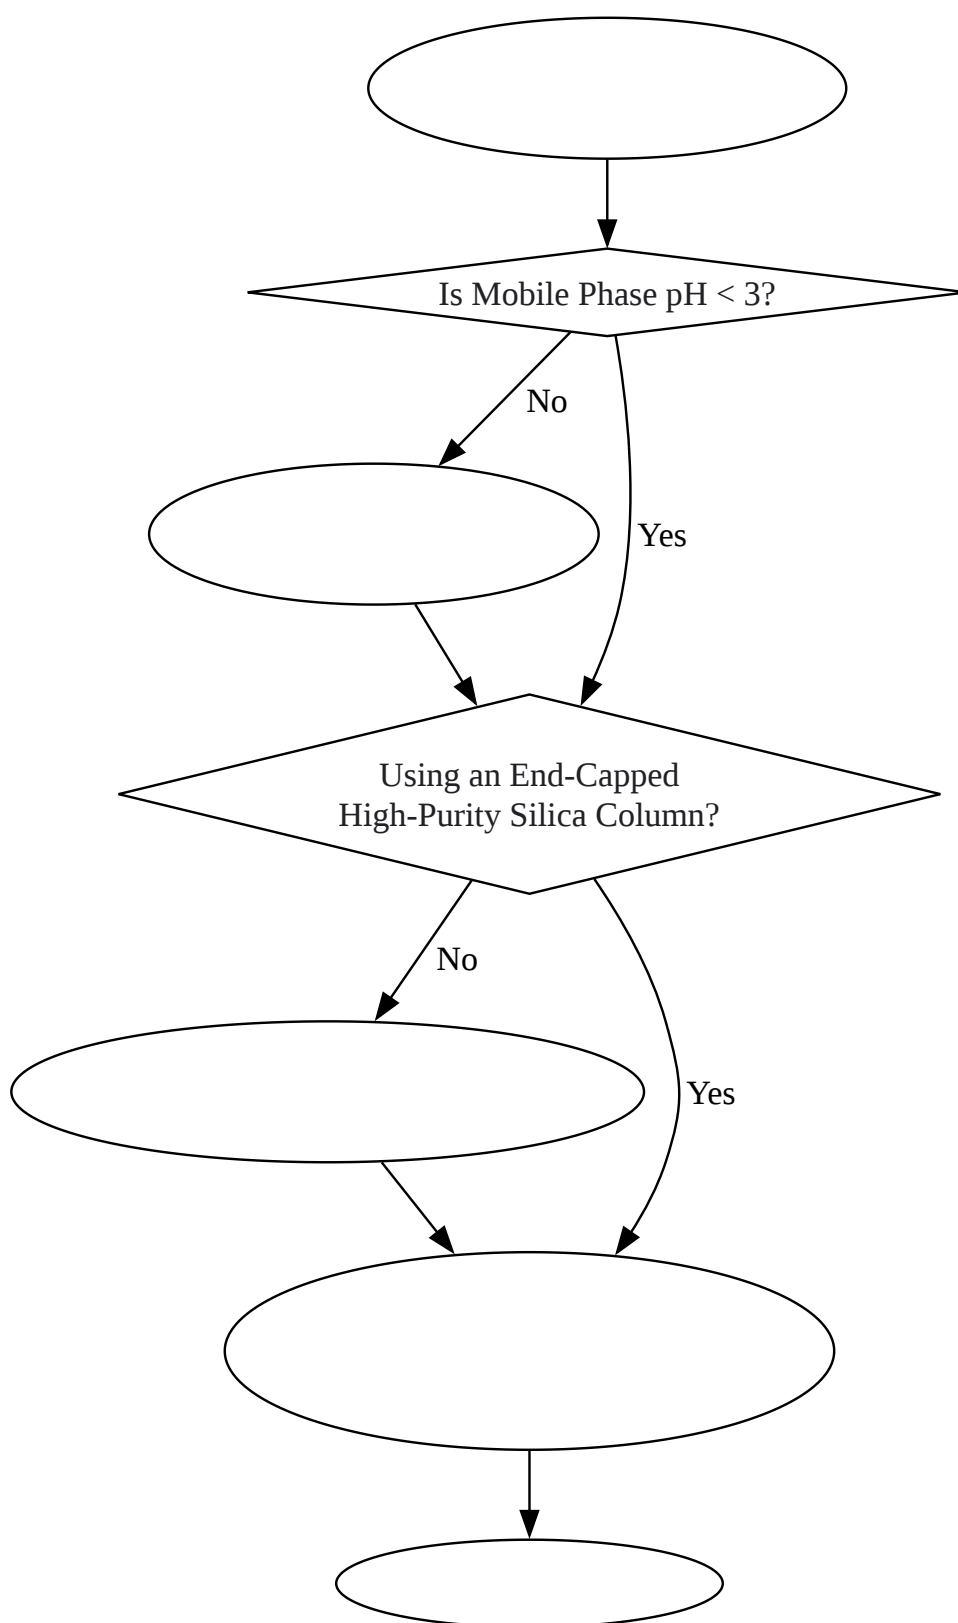 Is Mobile Phase pH < 3?
No
Yes
Using an End-Capped
High-Purity Silica Column?
No
Yes